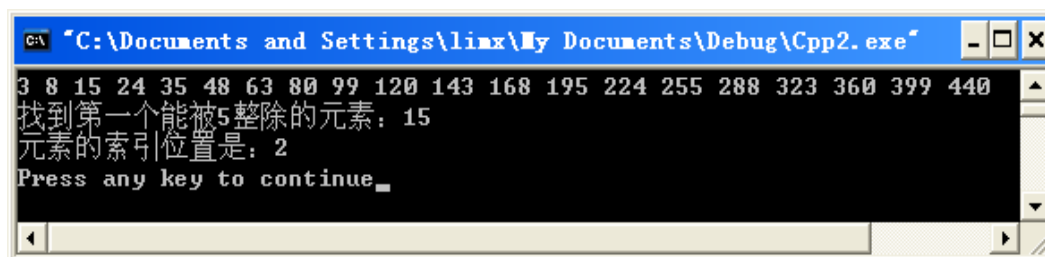 "C:\Documents and Settings\linx\My Documents\Debug\Cpp2.exe"
3 8 15 24 35 48 63 80 99 120 143 168 195 224 255 288 323 360 399 440
找到第一个能被5整除的元素：15
元素的索引位置是：2
Press any key to continue